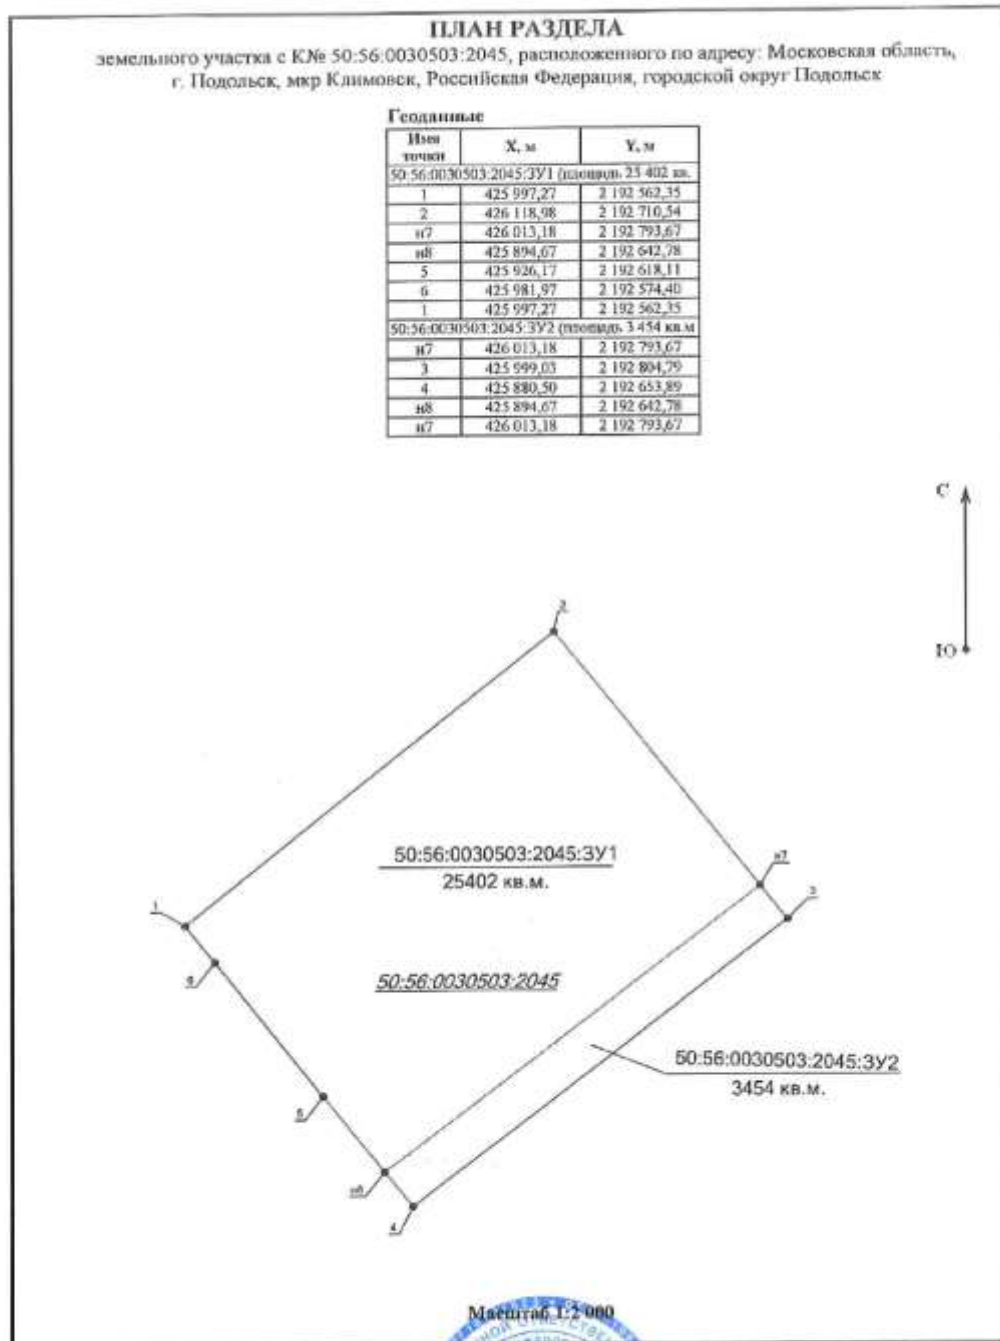 ПЛАН РАЗДЕЛА
земельного участка с К№ 50:56:0030503:2045, расположенного по адресу: Московская область,
г. Подольск, мкр Климовск, Российская Федерация, городской округ Подольск
Геоданные
Имя точки X, м Y, м
50:56:0030503:2045:ЗУ1 (площадь 25 402 кв.
1 425 997,27 2 192 562,35
2 426 118,98 2 192 710,54
н7 426 013,18 2 192 793,67
н8 425 894,67 2 192 642,78
5 425 926,17 2 192 618,11
6 425 981,97 2 192 574,40
1 425 997,27 2 192 562,35
50:56:0030503:2045:ЗУ2 (площадь 3 454 кв.м
н7 426 013,18 2 192 793,67
3 425 999,03 2 192 804,79
4 425 880,50 2 192 653,89
н8 425 894,67 2 192 642,78
н7 426 013,18 2 192 793,67
С
Ю
2
50:56:0030503:2045:ЗУ1
25402 кв.м.
н7
3
1
6
50:56:0030503:2045
50:56:0030503:2045:ЗУ2
3454 кв.м.
5
н8
4
Масштаб 1:2 000